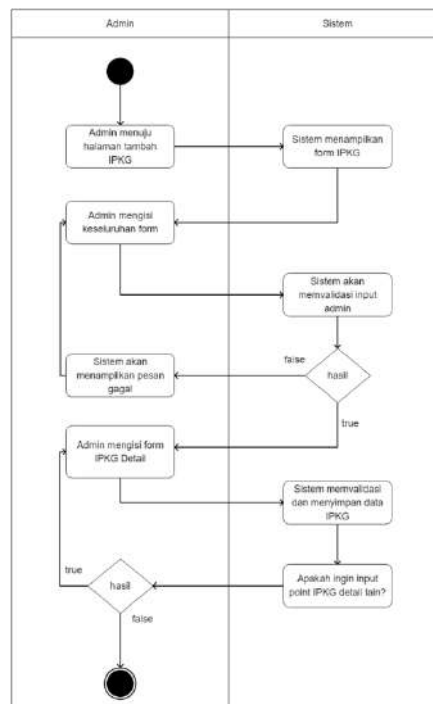 Admin
Sistem
Admin menuju
halaman tambah
IPKG
Sistem menampilkan
form IPKG
Admin mengisi
keseluruhan form
Sistem akan
memvalidasi input
admin
false
hasil
Sistem akan
menampilkan pesan
gagal
true
Admin mengisi form
IPKG Detail
Sistem memvalidasi
dan menyimpan data
IPKG
true
hasil
Apakah ingin input
point IPKG detail lain?
false